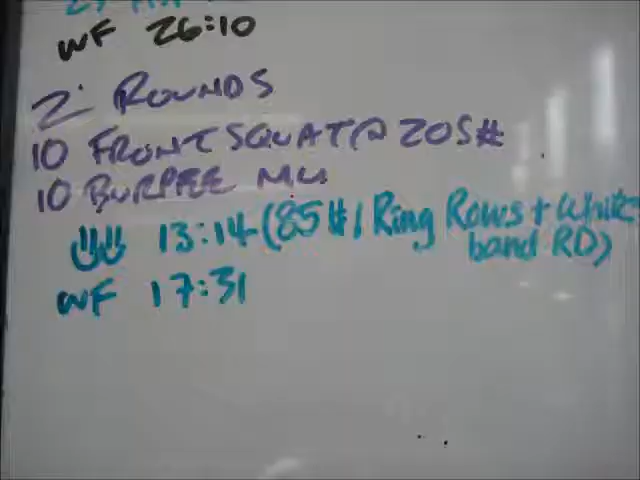 WF 26:10
2 ROUNDS
10 FRONT SQUAT @ 205#
10 BURPEE MU
13:14 (85#/Ring Rows + white
band RD)
WF 17:31